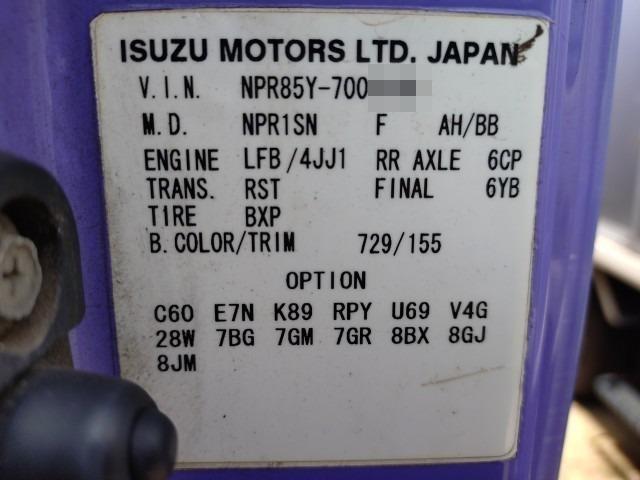 ISUZU MOTORS LTD. JAPAN
V.I.N. NPR85Y-700
M.D. NPR1SN F AH/BB
ENGINE LFB/4JJ1 RR AXLE 6CP
TRANS. RST FINAL 6YB
TIRE BXP
B.COLOR/TRIM 729/155
OPTION
C60 E7N K89 RPY U69 V4G
28W 7BG 7GM 7GR 8BX 8GJ
8JM